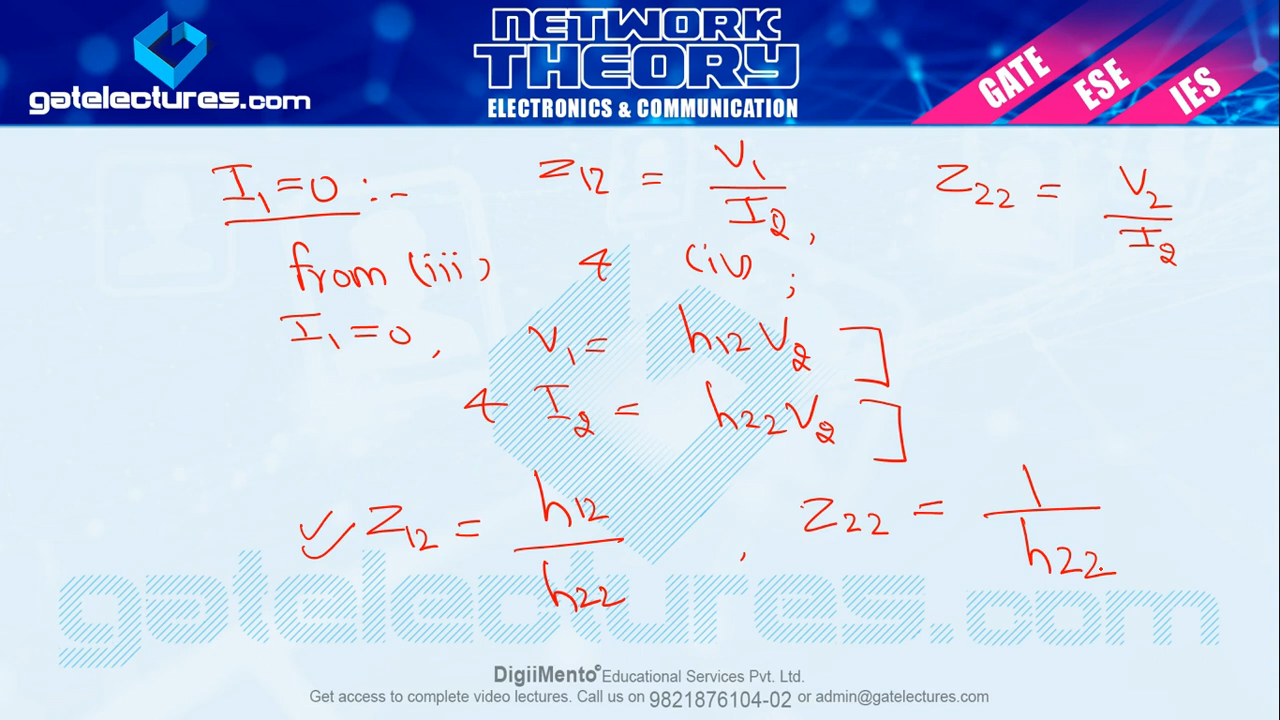 gatelectures.com
NETWORK
THEORY
ELECTRONICS & COMMUNICATION
GATE
ESE
IES
I₁=0 :- Z₁₂ = V₁/I₂, Z₂₂ = V₂/I₂
from (iii) & (iv);
I₁=0, V₁= h₁₂V₂ ]
& I₂ = h₂₂V₂ ]
✓ Z₁₂ = h₁₂/h₂₂ , Z₂₂ = 1/h₂₂
gatelectures.com
DigiiMento© Educational Services Pvt. Ltd.
Get access to complete video lectures. Call us on 9821876104-02 or admin@gatelectures.com